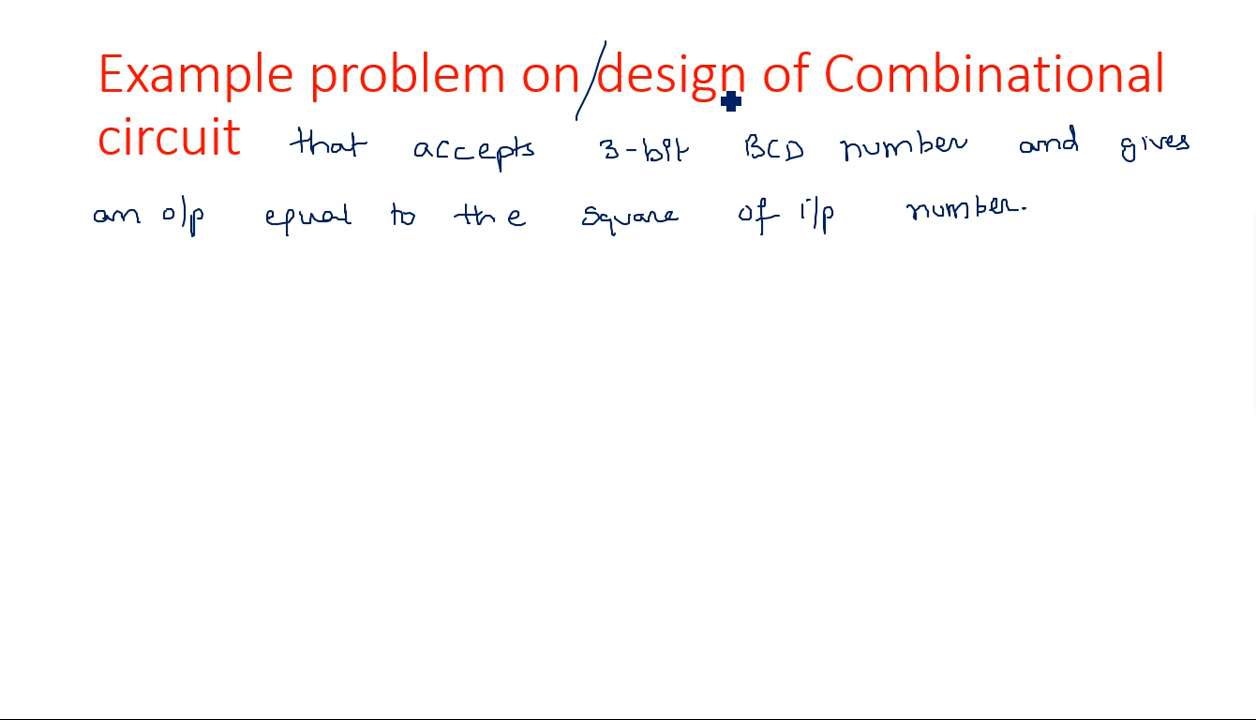 Example problem on/design of Combinational
circuit that accepts 3-bit BCD number and gives
an o/p equal to the square of i/p number.